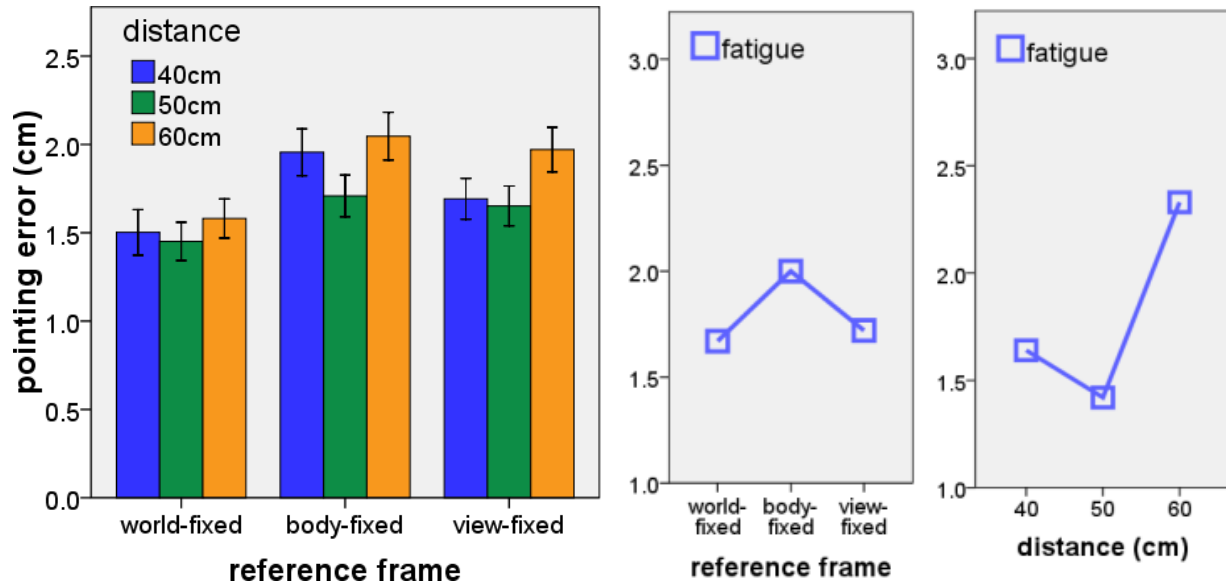 distance
40cm
50cm
60cm
pointing error (cm)
2.5
2.0
1.5
1.0
0.5
0.0
world-fixed body-fixed view-fixed
reference frame
fatigue
3.0
2.5
2.0
1.5
1.0
world-
fixed
body-
fixed
view-
fixed
reference frame
fatigue
3.0
2.5
2.0
1.5
1.0
40 50 60
distance (cm)